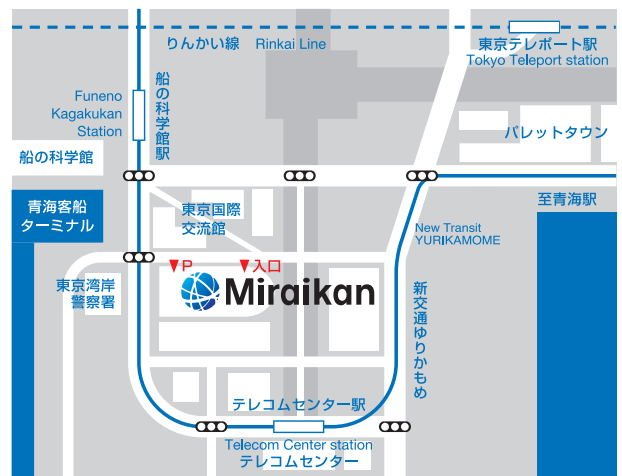 りんかい線 Rinkai Line
東京テレポート駅
Tokyo Teleport station
Funeno
Kagakukan
Station
船の科学館駅
パレットタウン
船の科学館
青海客船
ターミナル
東京国際
交流館
至青海駅
New Transit
YURIKAMOME
P
入口
東京湾岸
警察署
Miraikan
新交通ゆりかもめ
テレコムセンター駅
Telecom Center station
テレコムセンター